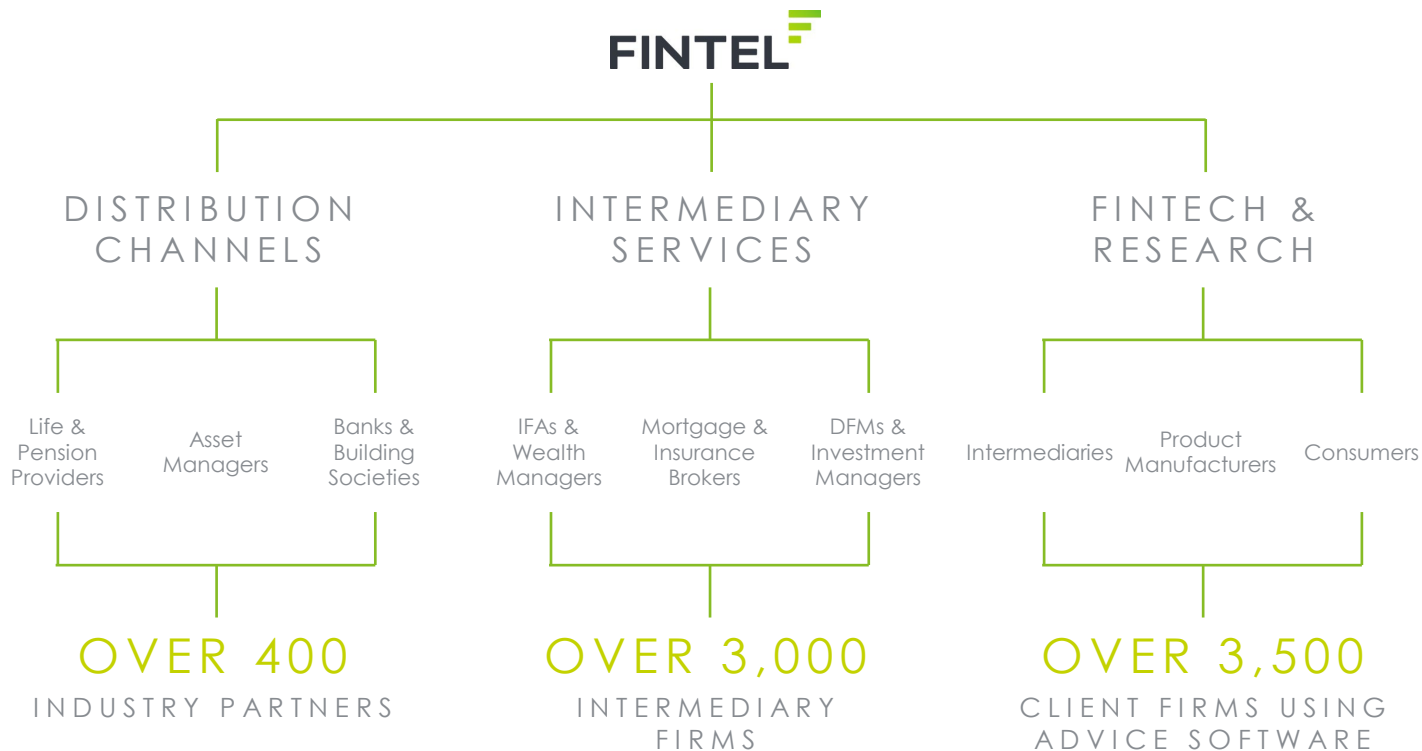 FINTEL
DISTRIBUTION
CHANNELS
INTERMEDIARY
SERVICES
FINTECH &
RESEARCH
Life &
Pension
Providers
Asset
Managers
Banks &
Building
Societies
IFAs &
Wealth
Managers
Mortgage &
Insurance
Brokers
DFMs &
Investment
Managers
Intermediaries
Product
Manufacturers
Consumers
OVER 400
INDUSTRY PARTNERS
OVER 3,000
INTERMEDIARY
FIRMS
OVER 3,500
CLIENT FIRMS USING
ADVICE SOFTWARE